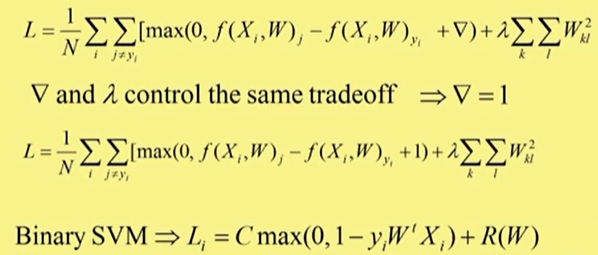 L = 1/N ∑_i ∑_{j≠y_i} [max(0, f(X_i,W)_j − f(X_i,W)_{y_i} + ∇) + λ ∑_k ∑_l W_{kl}^2
∇ and λ control the same tradeoff ⇒ ∇ = 1
L = 1/N ∑_i ∑_{j≠y_i} [max(0, f(X_i,W)_j − f(X_i,W)_{y_i} + 1) + λ ∑_k ∑_l W_{kl}^2
Binary SVM ⇒ L_i = C max(0, 1 − y_i W^t X_i) + R(W)